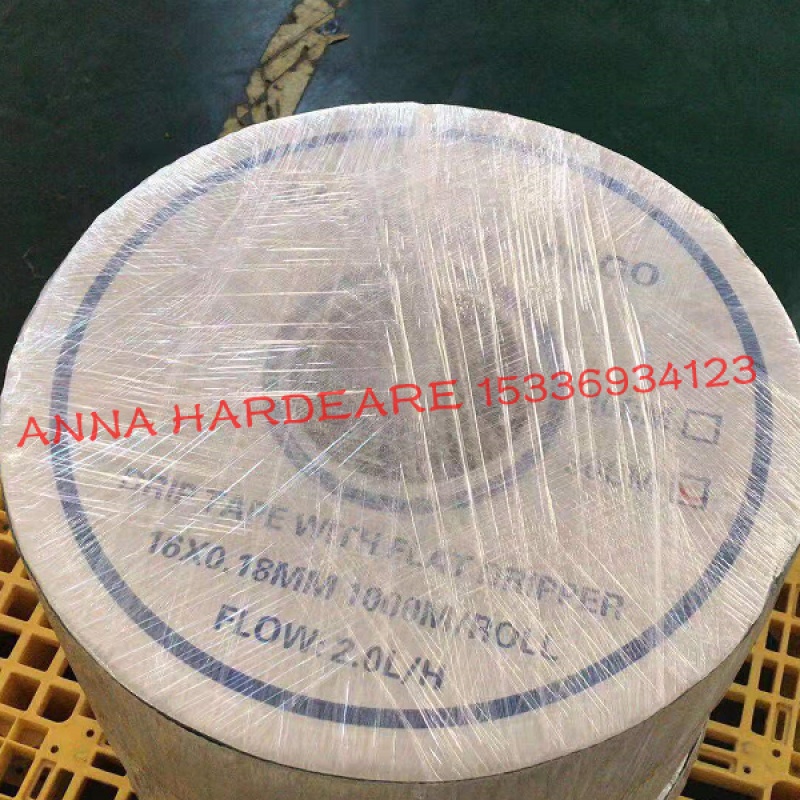 ANNA HARDEARE 15336934123
DRIP TAPE WITH FLAT DRIPPER
16X0.18MM 1000M/ROLL
FLOW: 2.0L/H